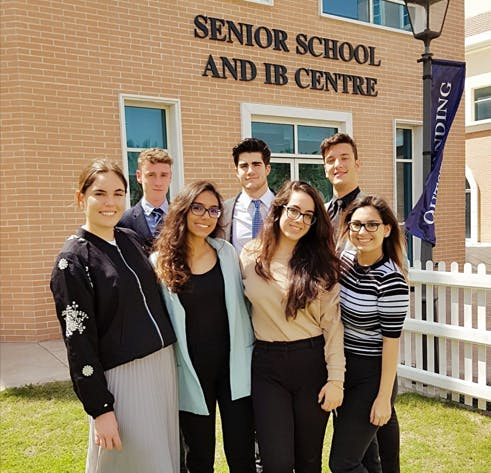 SENIOR SCHOOL
AND IB CENTRE